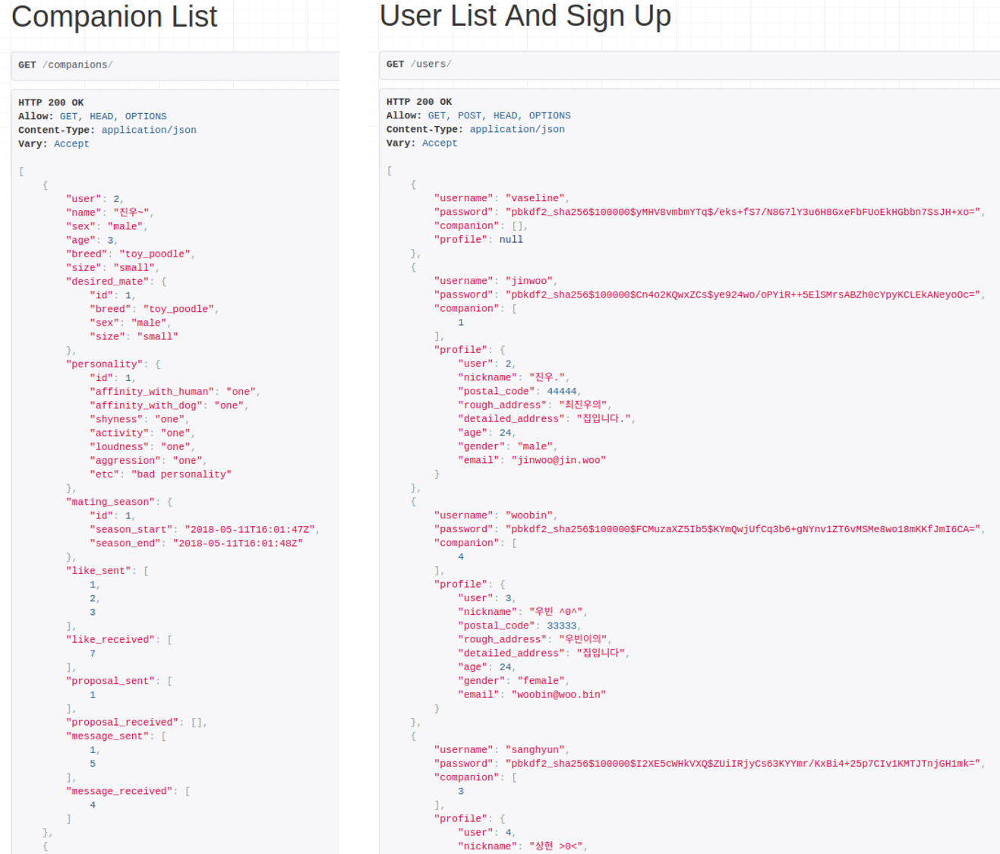 Companion List
GET /companions/
HTTP 200 OK
Allow: GET, HEAD, OPTIONS
Content-Type: application/json
Vary: Accept
[
{
"user": 2,
"name": "진우~",
"sex": "male",
"age": 3,
"breed": "toy_poodle",
"size": "small",
"desired_mate": {
"id": 1,
"breed": "toy_poodle",
"sex": "male",
"size": "small"
},
"personality": {
"id": 1,
"affinity_with_human": "one",
"affinity_with_dog": "one",
"shyness": "one",
"activity": "one",
"loudness": "one",
"aggression": "one",
"etc": "bad personality"
},
"mating_season": {
"id": 1,
"season_start": "2018-05-11T16:01:47Z",
"season_end": "2018-05-11T16:01:48Z"
},
"like_sent": [
1,
2,
3
],
"like_received": [
7
],
"proposal_sent": [
1
],
"proposal_received": [],
"message_sent": [
1,
5
],
"message_received": [
4
]
},
{
User List And Sign Up
GET /users/
HTTP 200 OK
Allow: GET, POST, HEAD, OPTIONS
Content-Type: application/json
Vary: Accept
[
{
"username": "vaseline",
"password": "pbkdf2_sha256$100000$yMHV8vmbmYTq$/eks+fS7/N8G7lY3u6H8GxeFbFUoEkHGbbn7SsJH+xo=",
"companion": [],
"profile": null
},
{
"username": "jinwoo",
"password": "pbkdf2_sha256$100000$Cn4o2KQwxZCs$ye924wo/oPYiR++5ElSMrsABZh0cYpyKCLEkANeyoOc=",
"companion": [
1
],
"profile": {
"user": 2,
"nickname": "진우.",
"postal_code": 44444,
"rough_address": "최진우의",
"detailed_address": "집입니다.",
"age": 24,
"gender": "male",
"email": "jinwoo@jin.woo"
}
},
{
"username": "woobin",
"password": "pbkdf2_sha256$100000$FCMuzaXZ5Ib5$KYmQwjUfCq3b6+gNYnv1ZT6vMSMe8wo18mKKfJmI6CA=",
"companion": [
4
],
"profile": {
"user": 3,
"nickname": "우빈 ^0^",
"postal_code": 33333,
"rough_address": "우빈이의",
"detailed_address": "집입니다",
"age": 24,
"gender": "female",
"email": "woobin@woo.bin"
}
},
{
"username": "sanghyun",
"password": "pbkdf2_sha256$100000$I2XE5cWHkVXQ$ZUiIRjyCs63KYYmr/KxBi4+25p7CIv1KMTJTnjGH1mk=",
"companion": [
3
],
"profile": {
"user": 4,
"nickname": "상현 >0<",